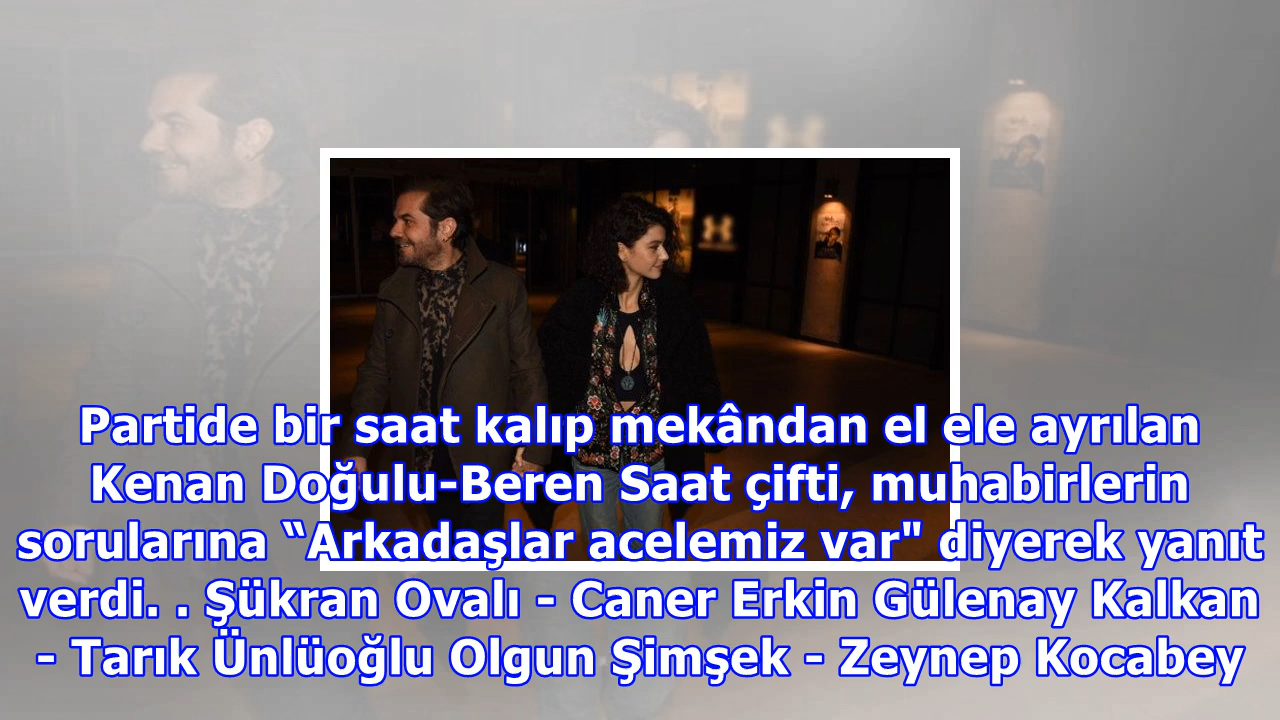 Partide bir saat kalıp mekândan el ele ayrılan
Kenan Doğulu-Beren Saat çifti, muhabirlerin
sorularına “Arkadaşlar acelemiz var" diyerek yanıt
verdi. . Şükran Ovalı - Caner Erkin Gülenay Kalkan
- Tarık Ünlüoğlu Olgun Şimşek - Zeynep Kocabey